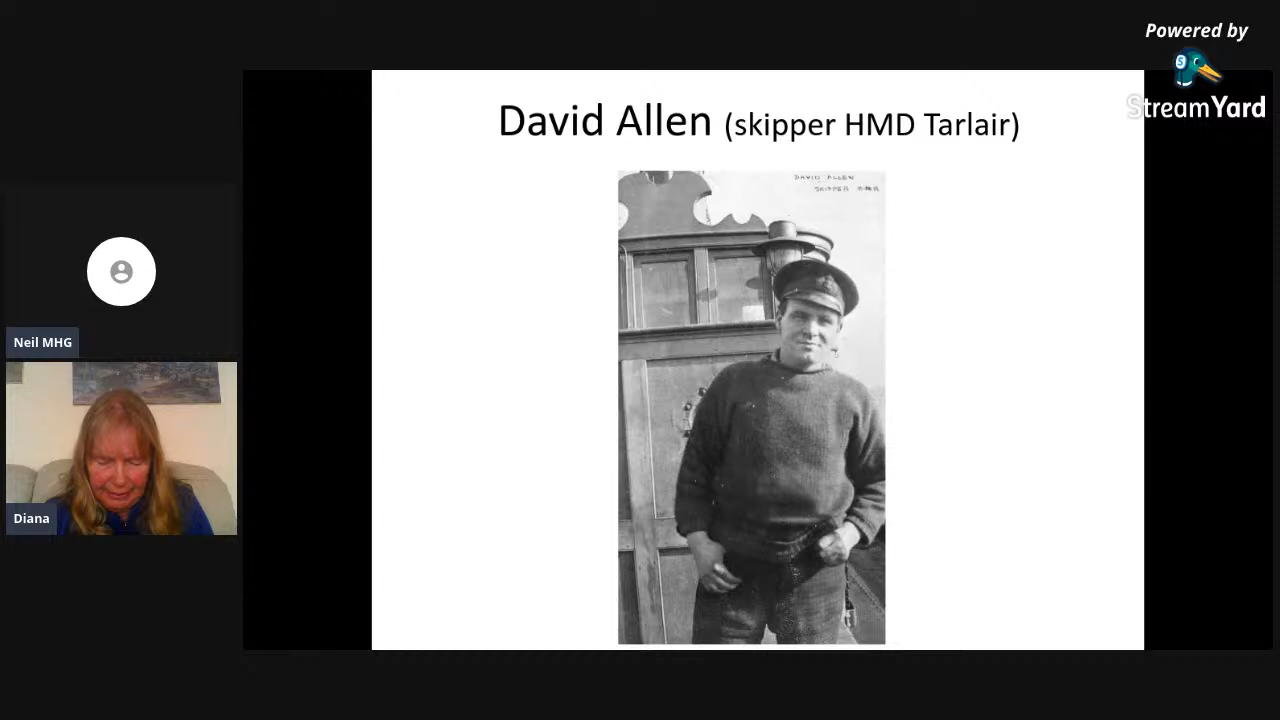 Powered by
StreamYard
David Allen (skipper HMD Tarlair)
DAVID ALLEN
SKIPPER
Neil MHG
Diana